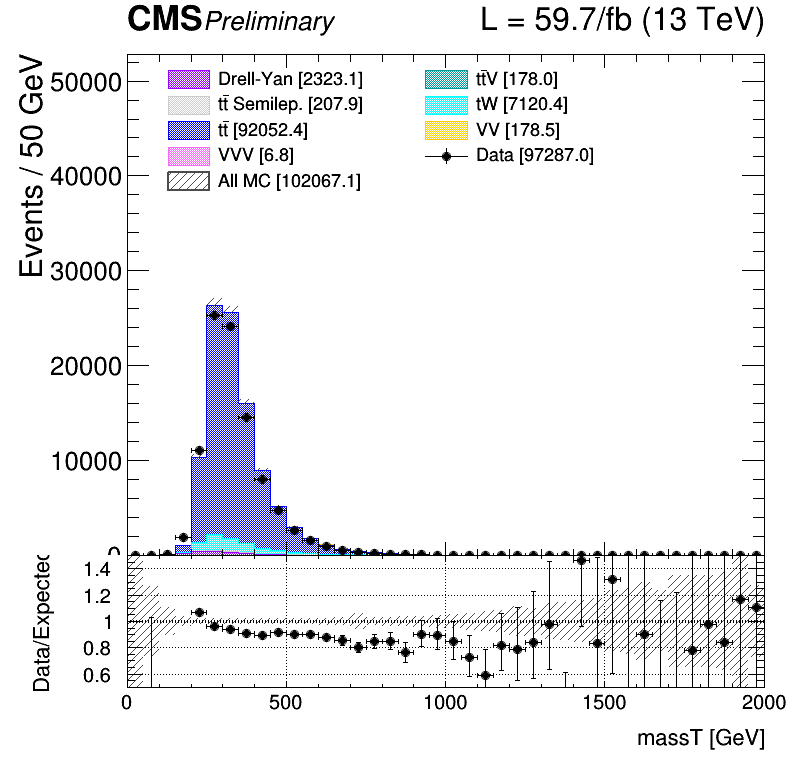 CMS Preliminary L = 59.7/fb (13 TeV)
Events / 50 GeV
50000
40000
30000
20000
10000
0
Drell-Yan [2323.1]
tt̄ Semilep. [207.9]
tt̄ [92052.4]
VVV [6.8]
All MC [102067.1]
tt̄V [178.0]
tW [7120.4]
VV [178.5]
Data [97287.0]
Data/Expected
1.4
1.2
1
0.8
0.6
0 500 1000 1500 2000
massT [GeV]